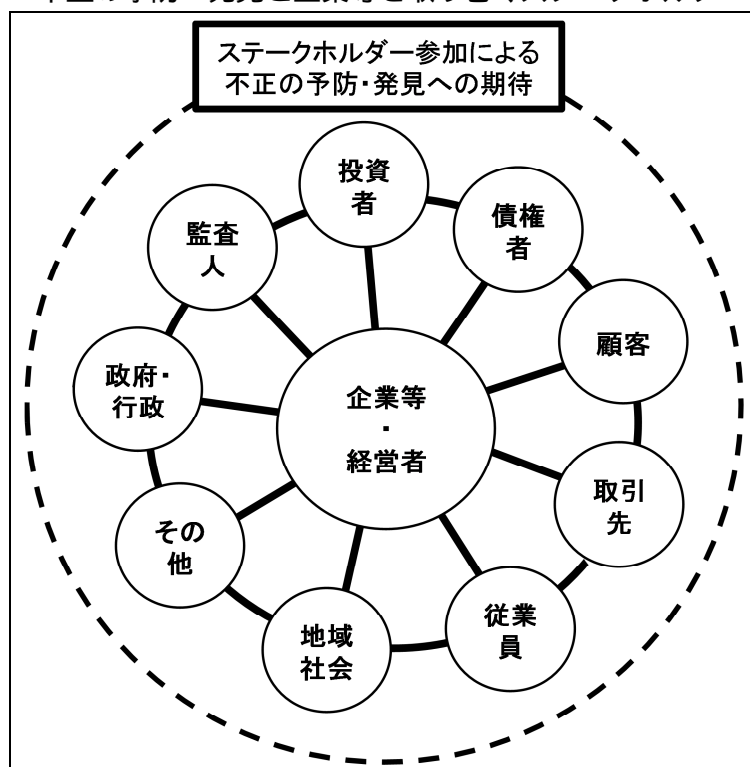 ステークホルダー参加による
不正の予防・発見への期待
投資
者
債権
者
監査
人
顧客
政府・
行政
企業等
・
経営者
取引
先
その
他
従業
員
地域
社会